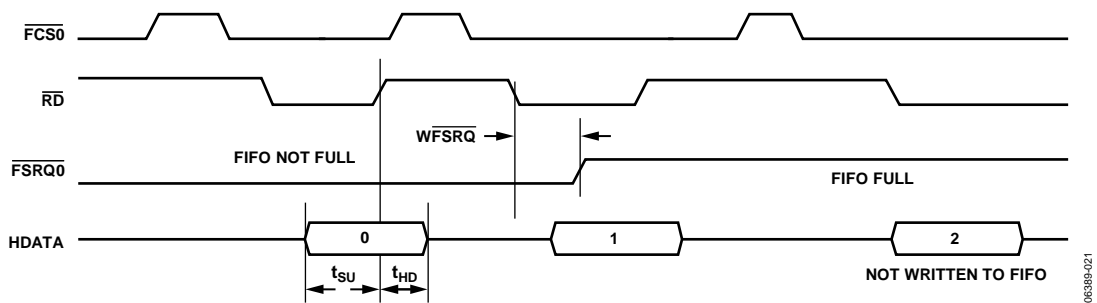 FCS0
RD
WFSRQ
FIFO NOT FULL
FSRQ0
FIFO FULL
HDATA
0
1
2
tSU
tHD
NOT WRITTEN TO FIFO
06389-021